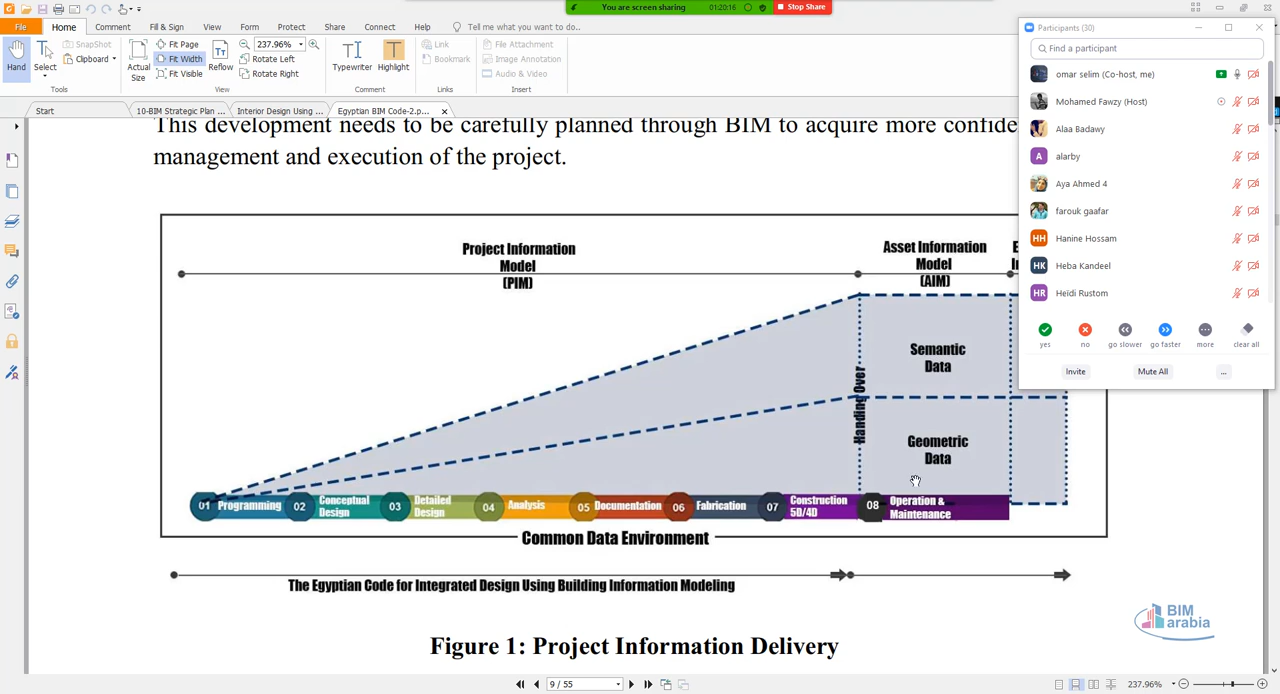 You are screen sharing
01:20:16
Stop Share
File
Home
Comment
Fill & Sign
View
Form
Protect
Share
Connect
Help
Tell me what you want to do..
Hand
Select
SnapShot
Clipboard
Tools
Actual
Size
Fit Page
Fit Width
Fit Visible
Reflow
237.96%
Rotate Left
Rotate Right
View
Typewriter
Highlight
Comment
Link
Bookmark
Links
File Attachment
Image Annotation
Audio & Video
Insert
Start
10-BIM Strategic Plan ...
Interior Design Using ...
Egyptian BIM Code-2.p...
This development needs to be carefully planned through BIM to acquire more confide
management and execution of the project.
Project Information
Model
(PIM)
Asset Information
Model
(AIM)
Semantic
Data
Handing Over
Geometric
Data
01 Programming
02 Conceptual
Design
03 Detailed
Design
04 Analysis
05 Documentation
06 Fabrication
07 Construction
5D/4D
08 Operation &
Maintenance
Common Data Environment
The Egyptian Code for Integrated Design Using Building Information Modeling
BIM
arabia
Figure 1: Project Information Delivery
Participants (30)
Find a participant
omar selim (Co-host, me)
Mohamed Fawzy (Host)
Alaa Badawy
A alarby
Aya Ahmed 4
farouk gaafar
HH Hanine Hossam
HK Heba Kandeel
HR Heïdi Rustom
yes
no
go slower
go faster
more
clear all
Invite
Mute All
...
9 / 55
237.96%